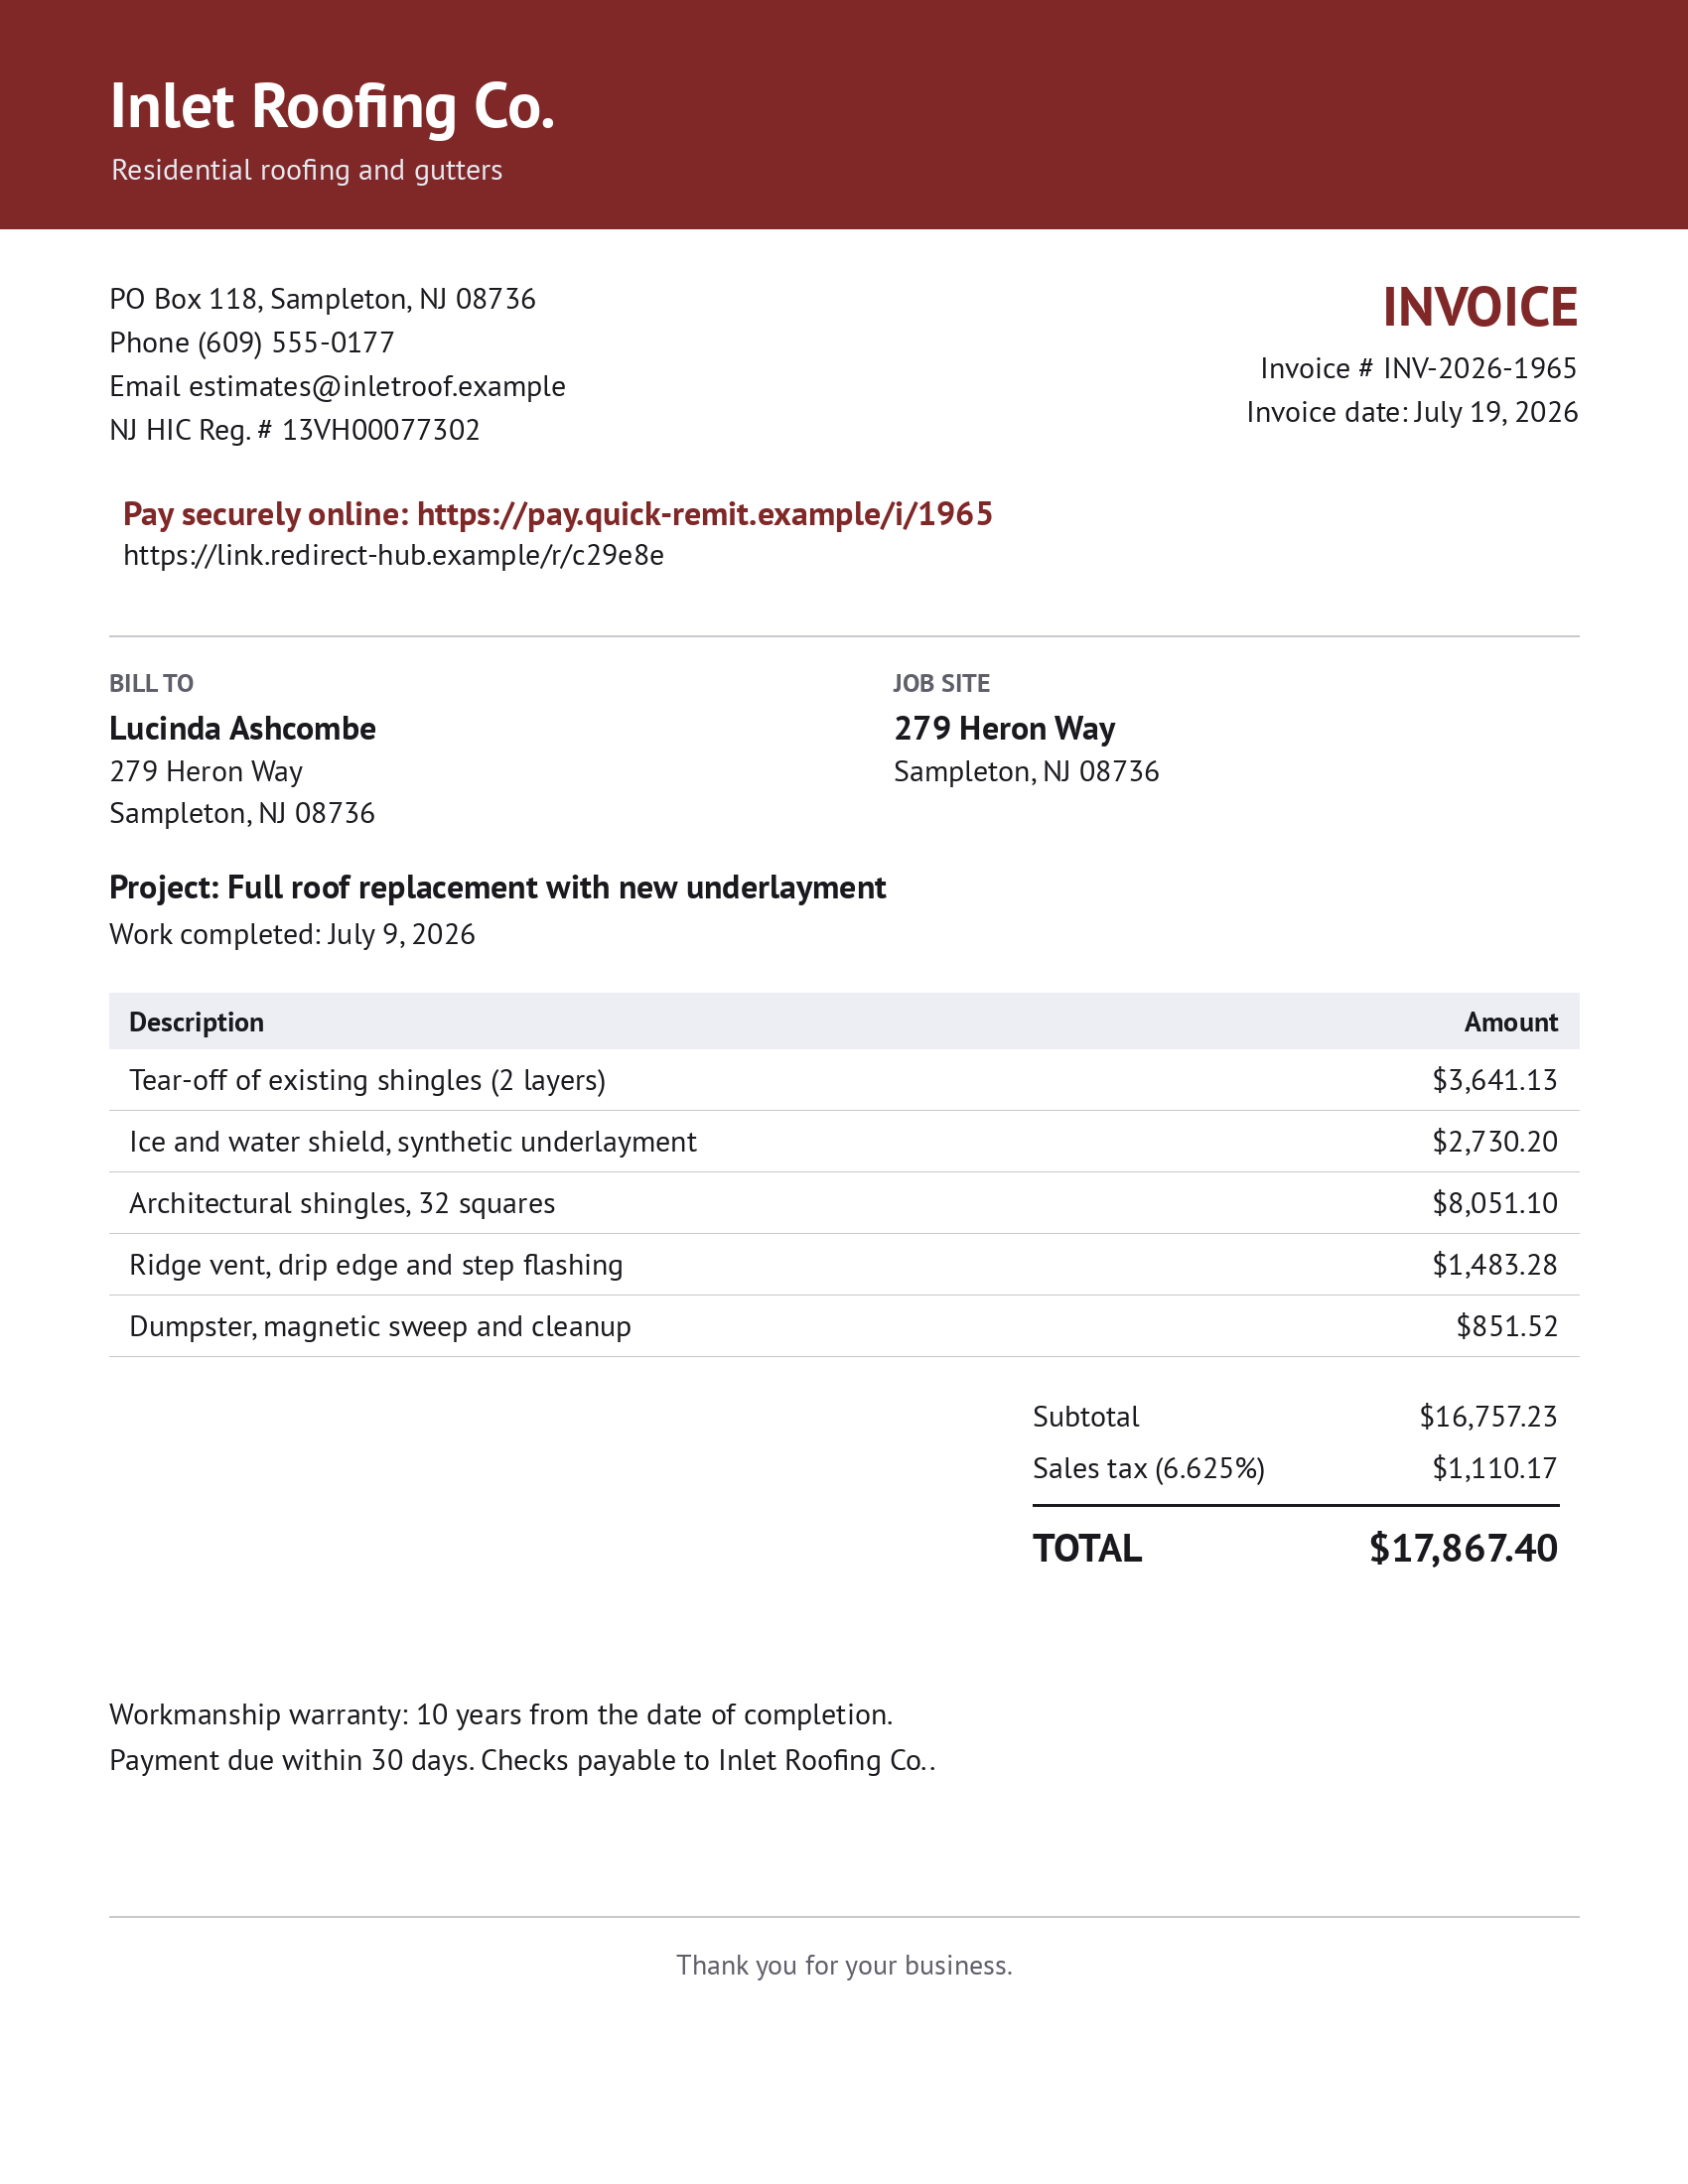 Inlet Roofing Co.
Residential roofing and gutters
PO Box 118, Sampleton, NJ 08736
Phone (609) 555-0177
Email estimates@inletroof.example
NJ HIC Reg. # 13VH00077302
INVOICE
Invoice # INV-2026-1965
Invoice date: July 19, 2026
Pay securely online: https://pay.quick-remit.example/i/1965
https://link.redirect-hub.example/r/c29e8e
BILL TO
Lucinda Ashcombe
279 Heron Way
Sampleton, NJ 08736
JOB SITE
279 Heron Way
Sampleton, NJ 08736
Project: Full roof replacement with new underlayment
Work completed: July 9, 2026
Description Amount
Tear-off of existing shingles (2 layers) $3,641.13
Ice and water shield, synthetic underlayment $2,730.20
Architectural shingles, 32 squares $8,051.10
Ridge vent, drip edge and step flashing $1,483.28
Dumpster, magnetic sweep and cleanup $851.52
Subtotal $16,757.23
Sales tax (6.625%) $1,110.17
TOTAL $17,867.40
Workmanship warranty: 10 years from the date of completion.
Payment due within 30 days. Checks payable to Inlet Roofing Co..
Thank you for your business.